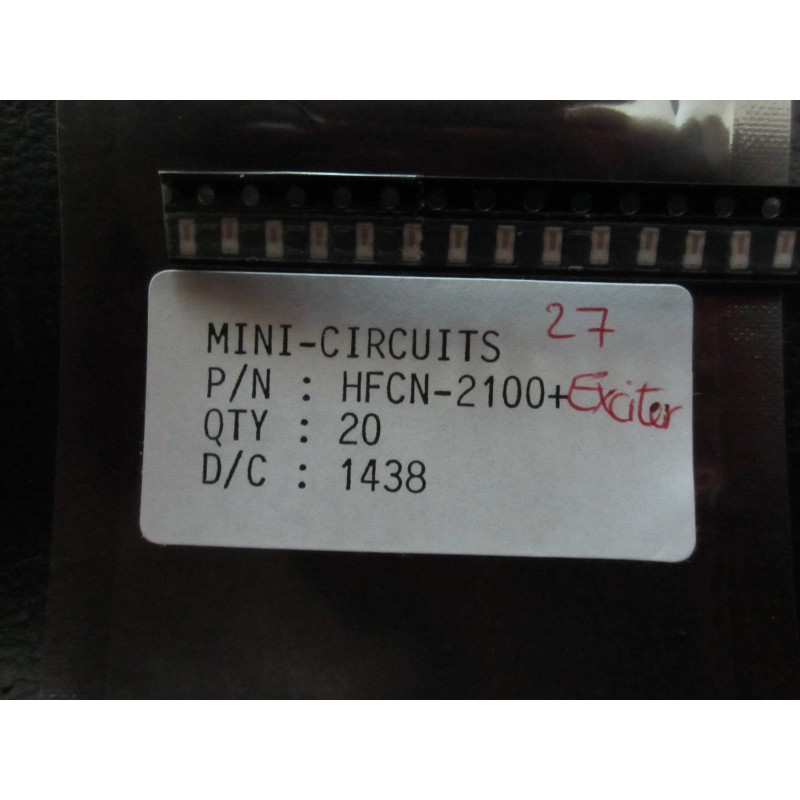 27
MINI-CIRCUITS
P/N : HFCN-2100+ Exciter
QTY : 20
D/C : 1438